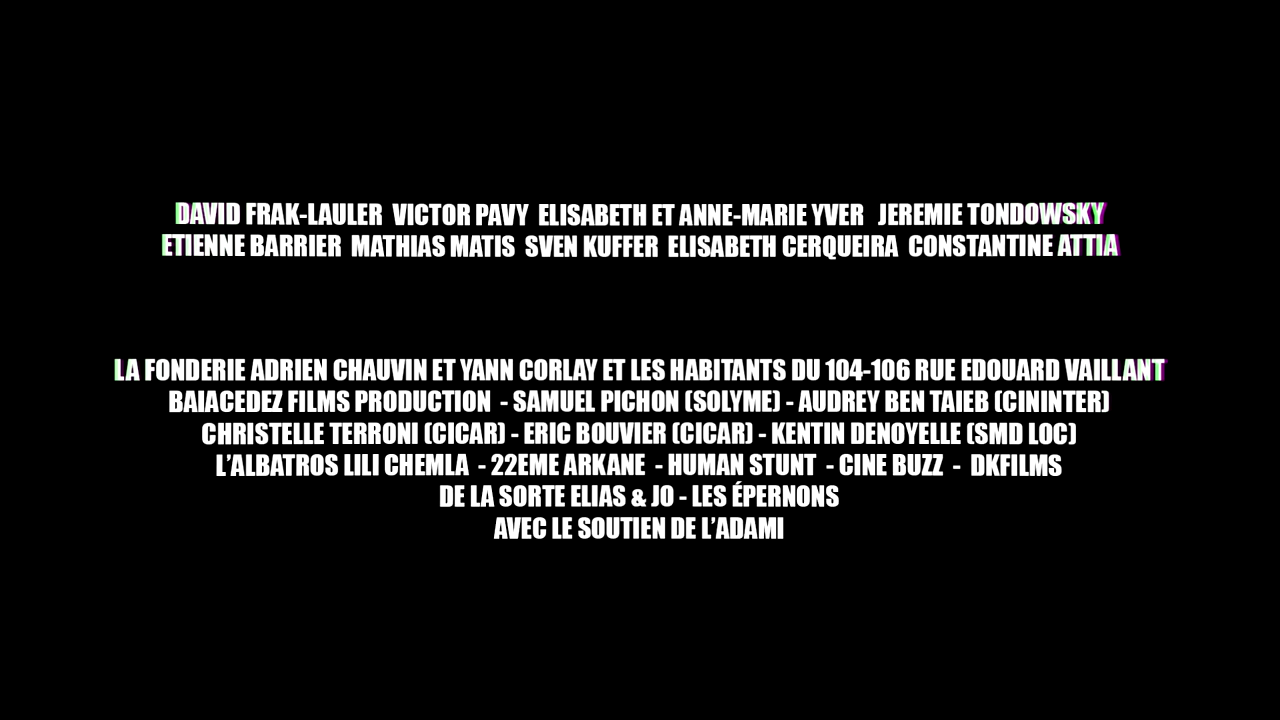 DAVID FRAK-LAULER VICTOR PAVY ELISABETH ET ANNE-MARIE YVER JEREMIE TONDOWSKY
ETIENNE BARRIER MATHIAS MATIS SVEN KUFFER ELISABETH CERQUEIRA CONSTANTINE ATTIA
LA FONDERIE ADRIEN CHAUVIN ET YANN CORLAY ET LES HABITANTS DU 104-106 RUE EDOUARD VAILLANT
BAIACEDEZ FILMS PRODUCTION - SAMUEL PICHON (SOLYME) - AUDREY BEN TAIEB (CININTER)
CHRISTELLE TERRONI (CICAR) - ERIC BOUVIER (CICAR) - KENTIN DENOYELLE (SMD LOC)
L'ALBATROS LILI CHEMLA - 22EME ARKANE - HUMAN STUNT - CINE BUZZ - DKFILMS
DE LA SORTE ELIAS & JO - LES ÉPERNONS
AVEC LE SOUTIEN DE L'ADAMI